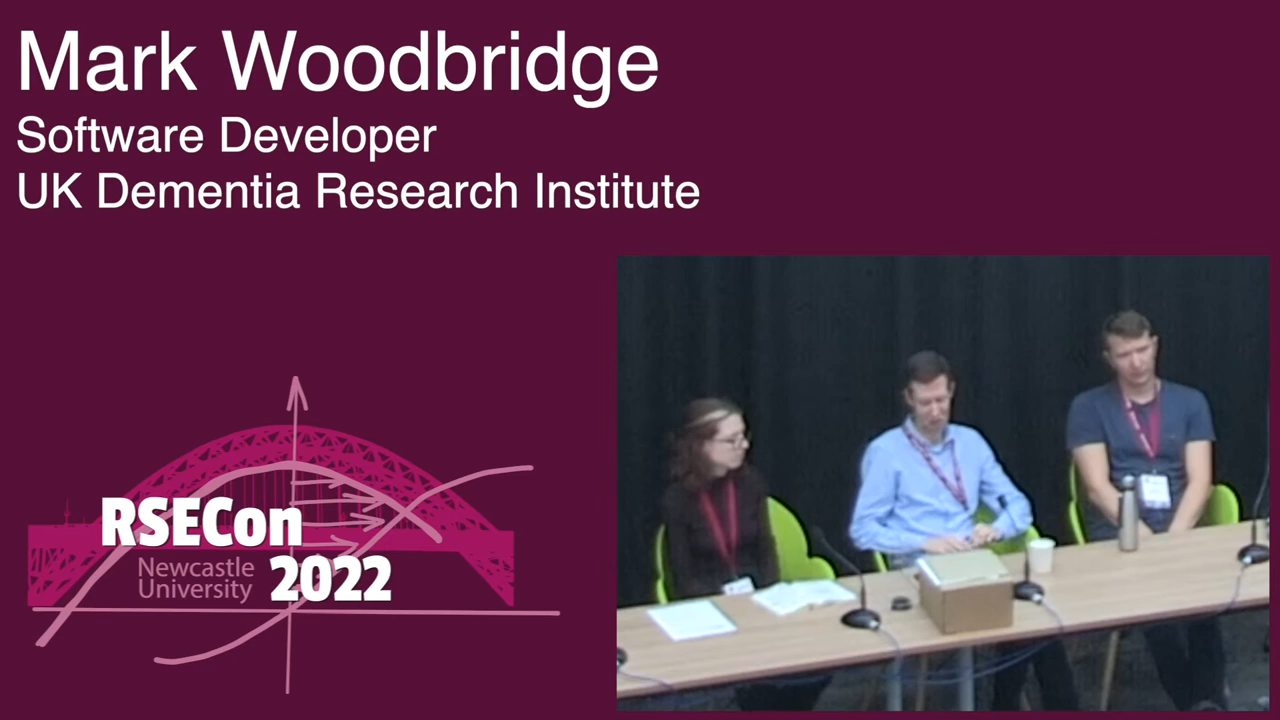 Mark Woodbridge
Software Developer
UK Dementia Research Institute
RSECon
Newcastle
University
2022